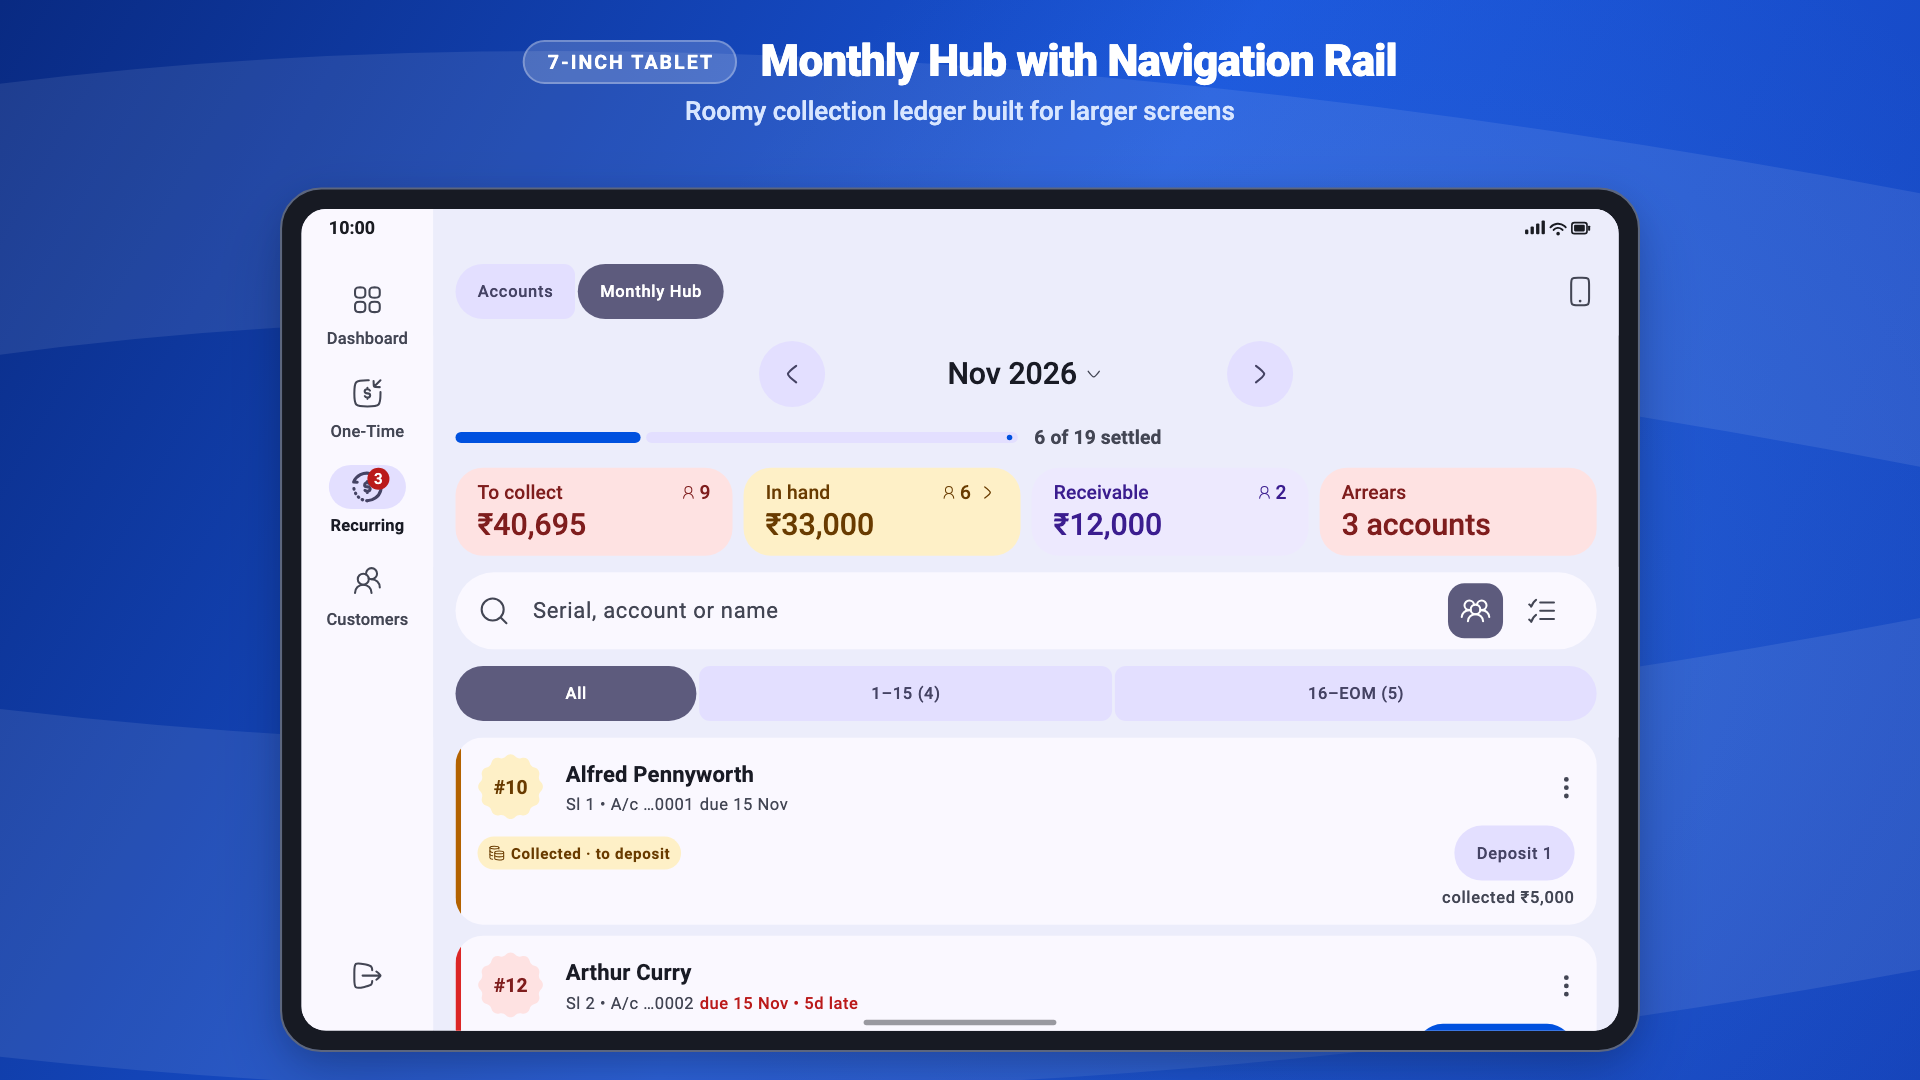 7-INCH TABLET
Monthly Hub with Navigation Rail
Roomy collection ledger built for larger screens
10:00
Dashboard
One-Time
3
Recurring
Customers
Accounts
Monthly Hub
Nov 2026
6 of 19 settled
To collect
9
₹40,695
In hand
6
₹33,000
Receivable
2
₹12,000
Arrears
3 accounts
Serial, account or name
All
1–15 (4)
16–EOM (5)
#10
Alfred Pennyworth
Sl 1 • A/c …0001 due 15 Nov
Collected · to deposit
Deposit 1
collected ₹5,000
#12
Arthur Curry
Sl 2 • A/c …0002 due 15 Nov • 5d late